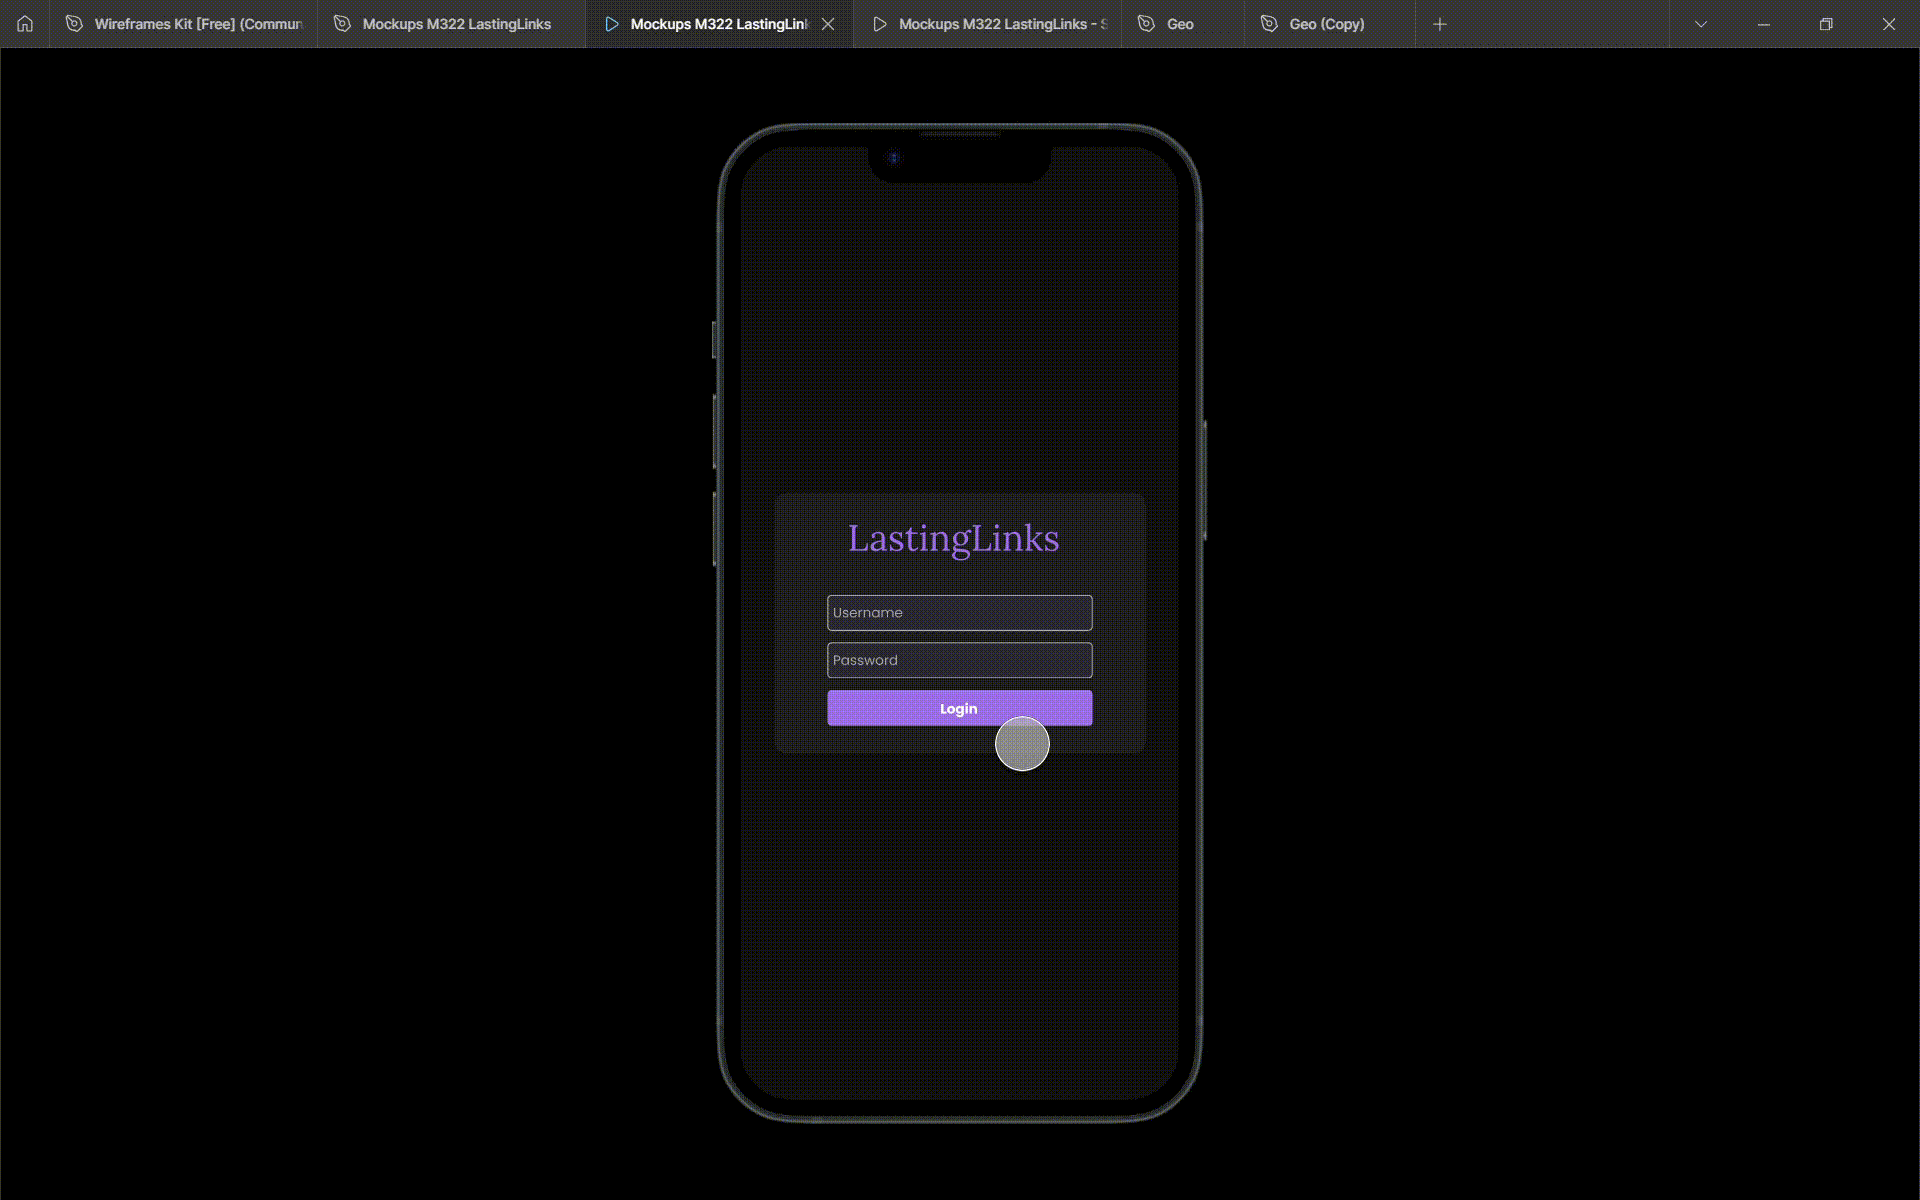 Wireframes Kit [Free] (Commun
Mockups M322 LastingLinks
Mockups M322 LastingLin
Mockups M322 LastingLinks - S
Geo
Geo (Copy)
LastingLinks
Username
Password
Login